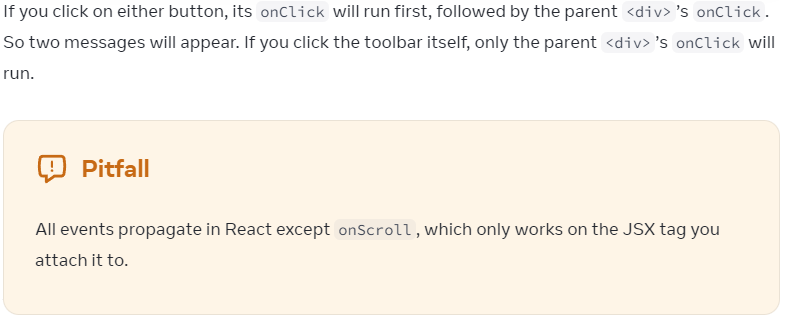 If you click on either button, its onClick will run first, followed by the parent <div>’s onClick.
So two messages will appear. If you click the toolbar itself, only the parent <div>’s onClick will
run.
Pitfall
All events propagate in React except onScroll, which only works on the JSX tag you
attach it to.